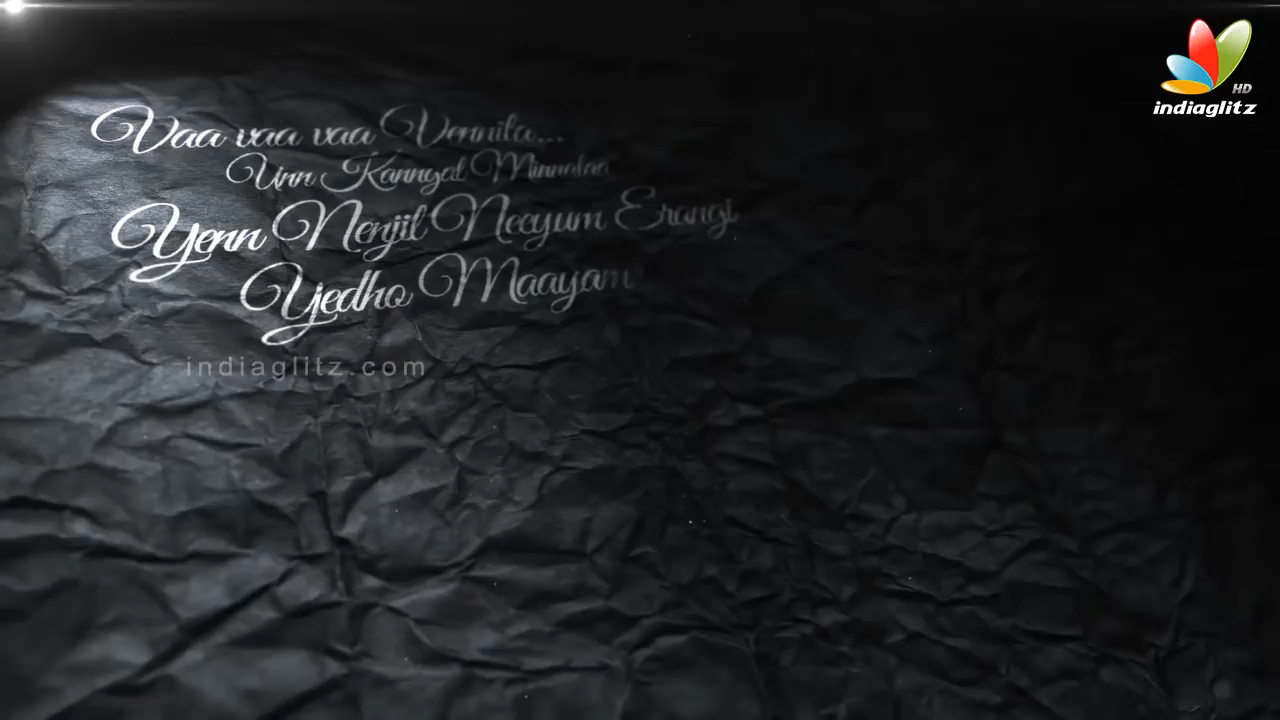 HD
indiaglitz
Vaa vaa vaa Vennila...
Unn Kanngal Minnalaa
Yenn Nenjil Neeyum Erangi
Yedho Maayam
indiaglitz.com